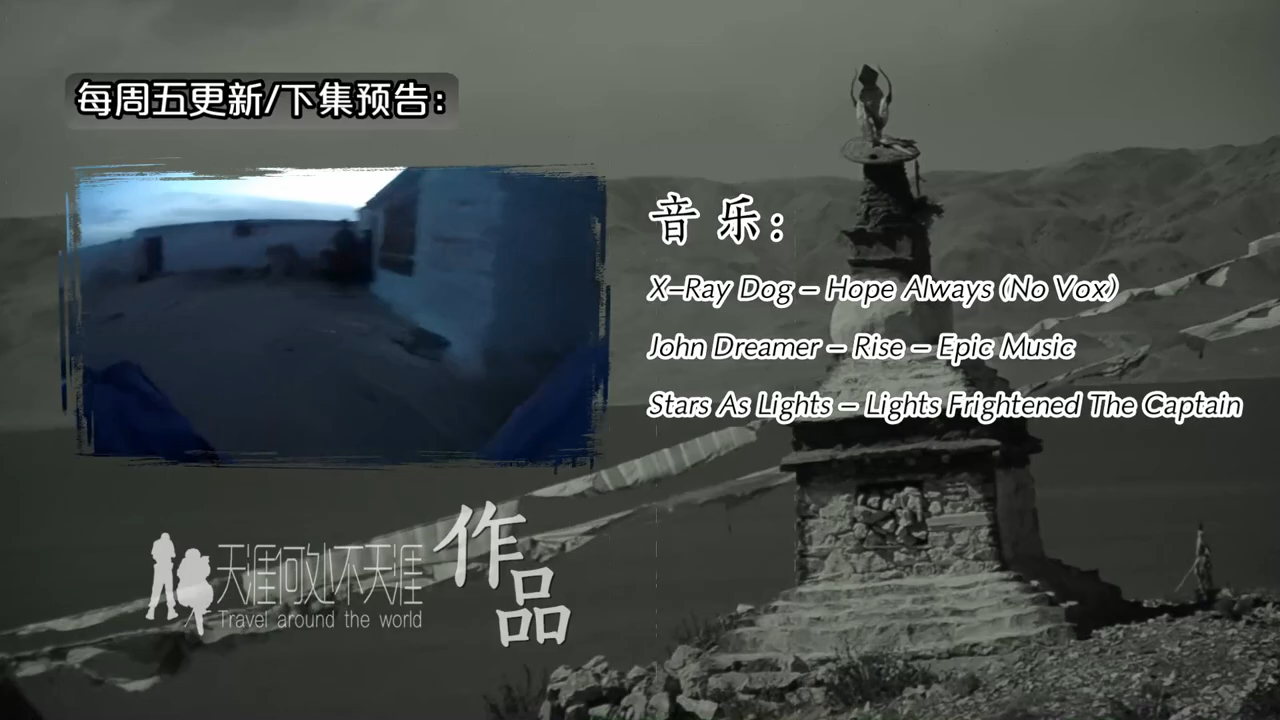 每周五更新/下集预告:
音 乐:
X-Ray Dog - Hope Always (No Vox)
John Dreamer - Rise - Epic Music
Stars As Lights - Lights Frightened The Captain
天涯何处不天涯
Travel around the world
作品